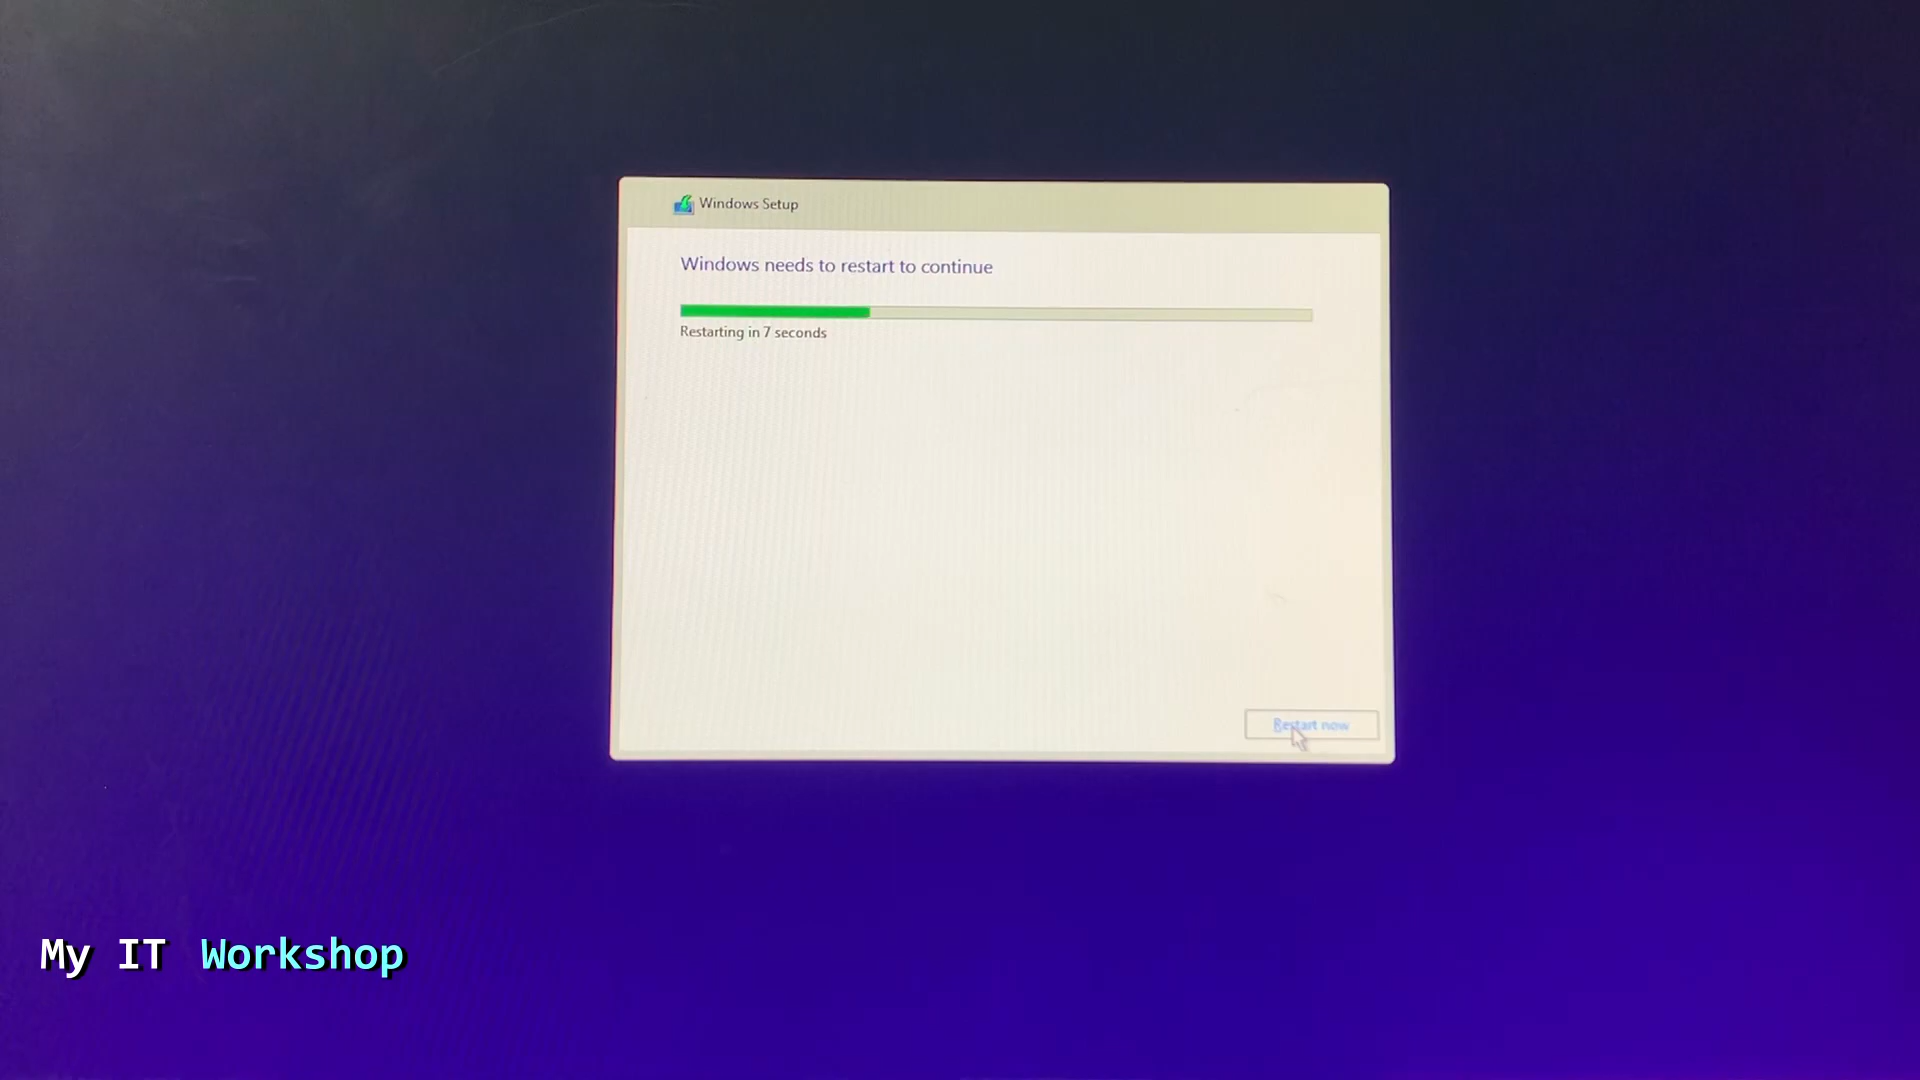 Windows Setup
Windows needs to restart to continue
Restarting in 7 seconds
Restart now
My IT Workshop